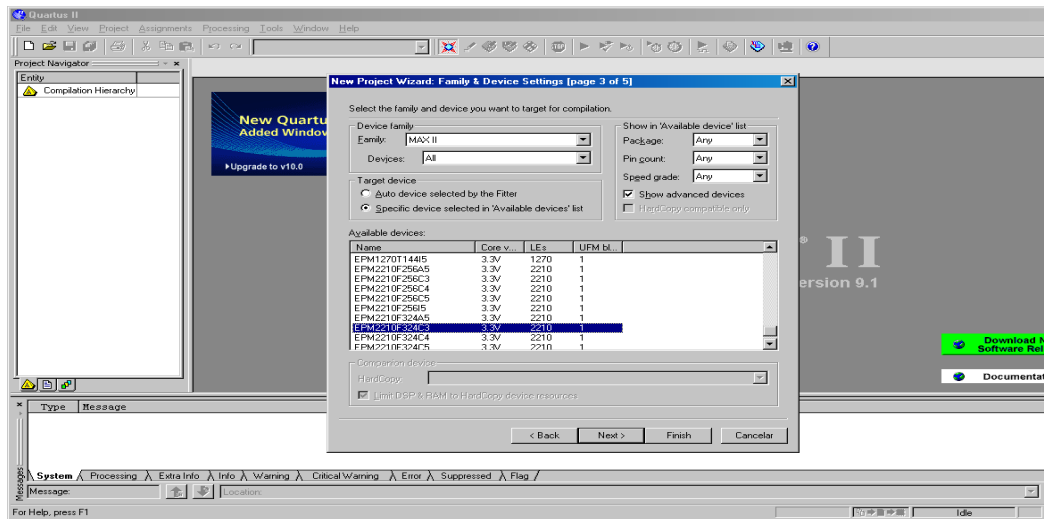 Quartus II
File Edit View Project Assignments Processing Tools Window Help
Project Navigator
Entity
Compilation Hierarchy
New Quartu
Added Window
Upgrade to v10.0
New Project Wizard: Family & Device Settings [page 3 of 5]
Select the family and device you want to target for compilation.
Device family
Family: MAX II
Devices: All
Show in 'Available device' list
Package: Any
Pin count: Any
Speed grade: Any
Show advanced devices
HardCopy compatible only
Target device
Auto device selected by the Fitter
Specific device selected in 'Available devices' list
Available devices:
Name Core v... LEs UFM bl...
EPM1270T144I5 3.3V 1270 1
EPM2210F256A5 3.3V 2210 1
EPM2210F256C3 3.3V 2210 1
EPM2210F256C4 3.3V 2210 1
EPM2210F256C5 3.3V 2210 1
EPM2210F256I5 3.3V 2210 1
EPM2210F324A5 3.3V 2210 1
EPM2210F324C3 3.3V 2210 1
EPM2210F324C4 3.3V 2210 1
EPM2210F324C5 3.3V 2210 1
Companion device
HardCopy:
Limit DSP & RAM to HardCopy device resources
< Back Next > Finish Cancelar
® II
ersion 9.1
Download N
Software Rel
Documentat
Type Message
System Processing Extra Info Info Warning Critical Warning Error Suppressed Flag
Messages
Message: Location:
For Help, press F1 Idle